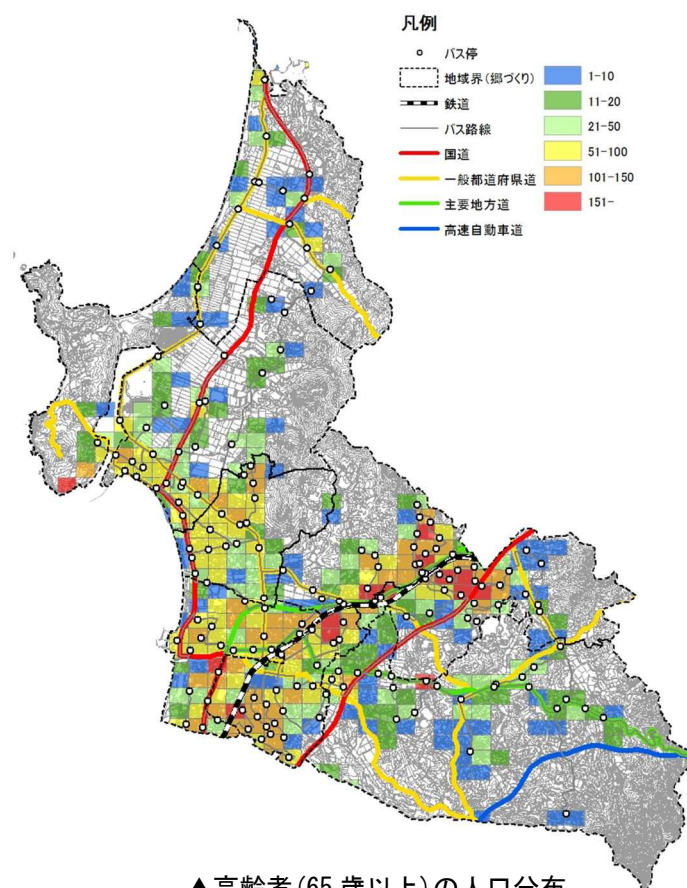 凡例
バス停
地域界(郷づくり)
鉄道
バス路線
国道
一般都道府県道
主要地方道
高速自動車道
1-10
11-20
21-50
51-100
101-150
151-
▲高齢者(65歳以上)の人口分布